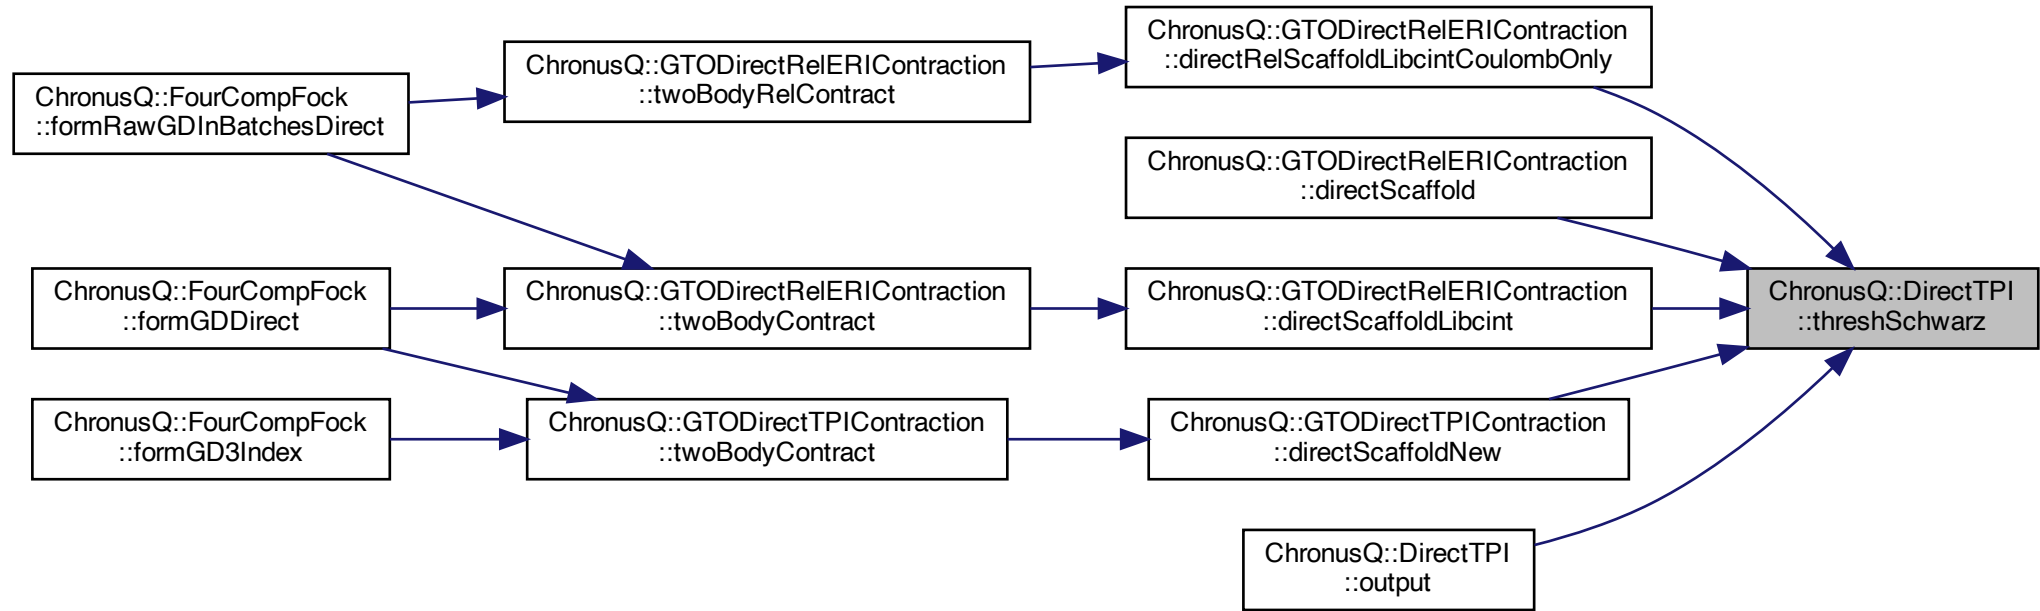 ChronusQ::GTODirectRelERIContraction
::directRelScaffoldLibcintCoulombOnly
ChronusQ::GTODirectRelERIContraction
::twoBodyRelContract
ChronusQ::FourCompFock
::formRawGDInBatchesDirect
ChronusQ::GTODirectRelERIContraction
::directScaffold
ChronusQ::FourCompFock
::formGDDirect
ChronusQ::GTODirectRelERIContraction
::twoBodyContract
ChronusQ::GTODirectRelERIContraction
::directScaffoldLibcint
ChronusQ::DirectTPI
::threshSchwarz
ChronusQ::FourCompFock
::formGD3Index
ChronusQ::GTODirectTPIContraction
::twoBodyContract
ChronusQ::GTODirectTPIContraction
::directScaffoldNew
ChronusQ::DirectTPI
::output